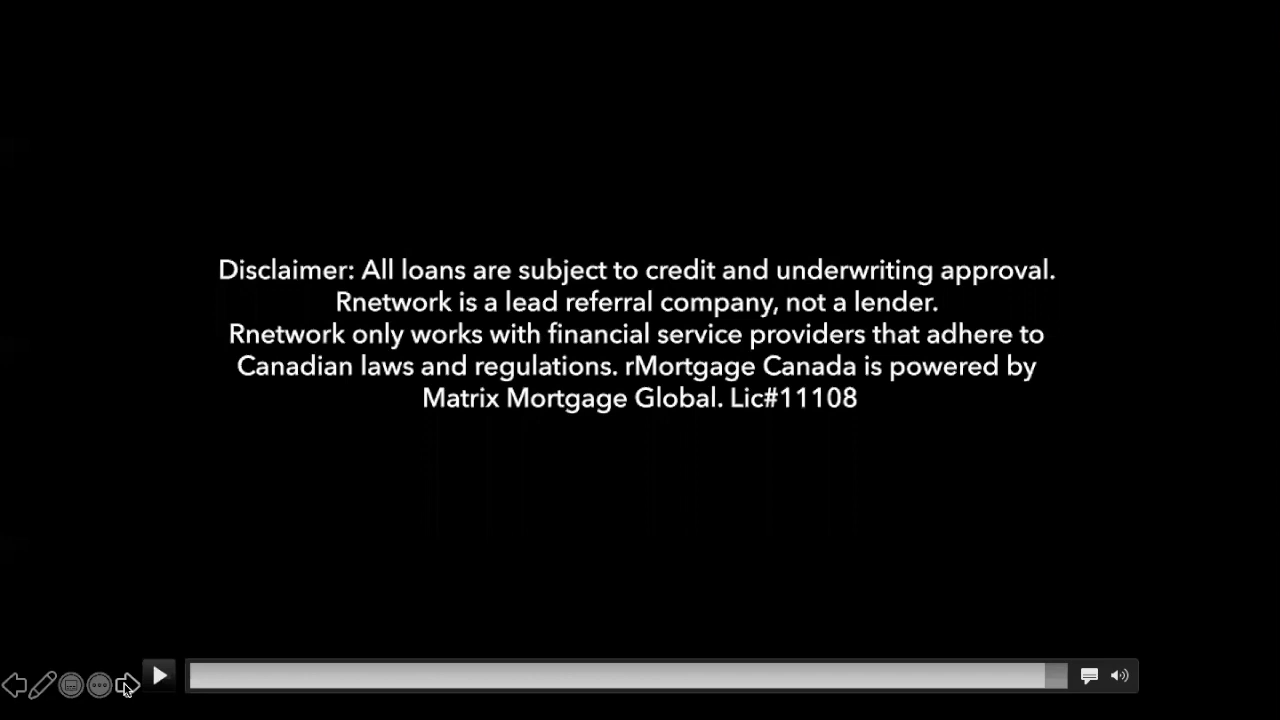 Disclaimer: All loans are subject to credit and underwriting approval.
Rnetwork is a lead referral company, not a lender.
Rnetwork only works with financial service providers that adhere to
Canadian laws and regulations. rMortgage Canada is powered by
Matrix Mortgage Global. Lic#11108